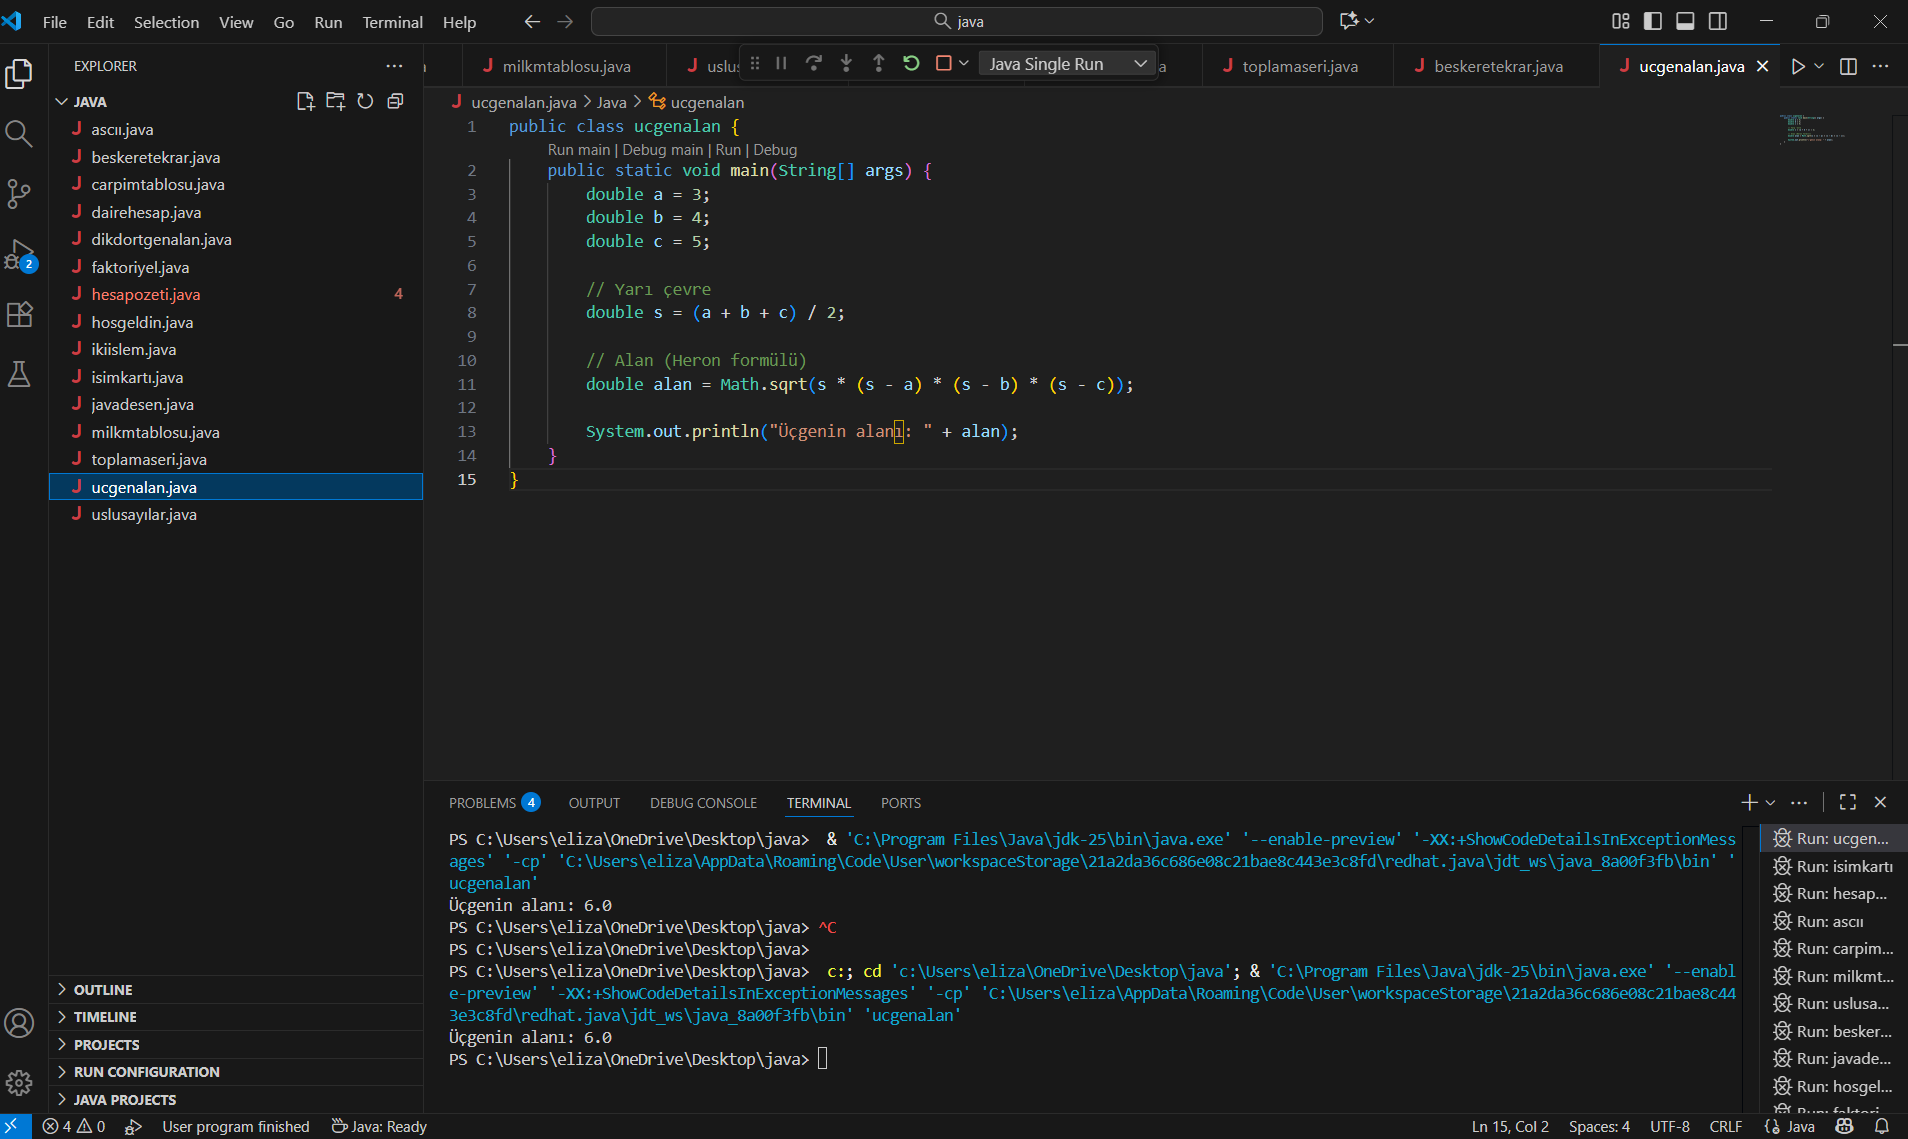 File Edit Selection View Go Run Terminal Help
java
EXPLORER
JAVA
ascıı.java
beskeretekrar.java
carpimtablosu.java
dairehesap.java
dikdortgenalan.java
faktoriyel.java
hesapozeti.java 4
hosgeldin.java
ikiislem.java
isimkartı.java
javadesen.java
milkmtablosu.java
toplamaseri.java
ucgenalan.java
uslusayılar.java
2
OUTLINE
TIMELINE
PROJECTS
RUN CONFIGURATION
JAVA PROJECTS
milkmtablosu.java
uslus
Java Single Run
toplamaseri.java
beskeretekrar.java
ucgenalan.java
ucgenalan.java > Java > ucgenalan
1 public class ucgenalan {
Run main | Debug main | Run | Debug
2 public static void main(String[] args) {
3 double a = 3;
4 double b = 4;
5 double c = 5;
6
7 // Yarı çevre
8 double s = (a + b + c) / 2;
9
10 // Alan (Heron formülü)
11 double alan = Math.sqrt(s * (s - a) * (s - b) * (s - c));
12
13 System.out.println("Üçgenin alanı: " + alan);
14 }
15 }
PROBLEMS 4 OUTPUT DEBUG CONSOLE TERMINAL PORTS
PS C:\Users\eliza\OneDrive\Desktop\java>  & 'C:\Program Files\Java\jdk-25\bin\java.exe' '--enable-preview' '-XX:+ShowCodeDetailsInExceptionMess
ages' '-cp' 'C:\Users\eliza\AppData\Roaming\Code\User\workspaceStorage\21a2da36c686e08c21bae8c443e3c8fd\redhat.java\jdt_ws\java_8a00f3fb\bin' '
ucgenalan'
Üçgenin alanı: 6.0
PS C:\Users\eliza\OneDrive\Desktop\java> ^C
PS C:\Users\eliza\OneDrive\Desktop\java>
PS C:\Users\eliza\OneDrive\Desktop\java>  c:; cd 'c:\Users\eliza\OneDrive\Desktop\java'; & 'C:\Program Files\Java\jdk-25\bin\java.exe' '--enabl
e-preview' '-XX:+ShowCodeDetailsInExceptionMessages' '-cp' 'C:\Users\eliza\AppData\Roaming\Code\User\workspaceStorage\21a2da36c686e08c21bae8c44
3e3c8fd\redhat.java\jdt_ws\java_8a00f3fb\bin' 'ucgenalan'
Üçgenin alanı: 6.0
PS C:\Users\eliza\OneDrive\Desktop\java>
Run: ucgen...
Run: isimkartı
Run: hesap...
Run: ascıı
Run: carpim...
Run: milkmt...
Run: uslusa...
Run: besker...
Run: javade...
Run: hosgel...
Run: faktori...
4 0 User program finished Java: Ready
Ln 15, Col 2 Spaces: 4 UTF-8 CRLF Java